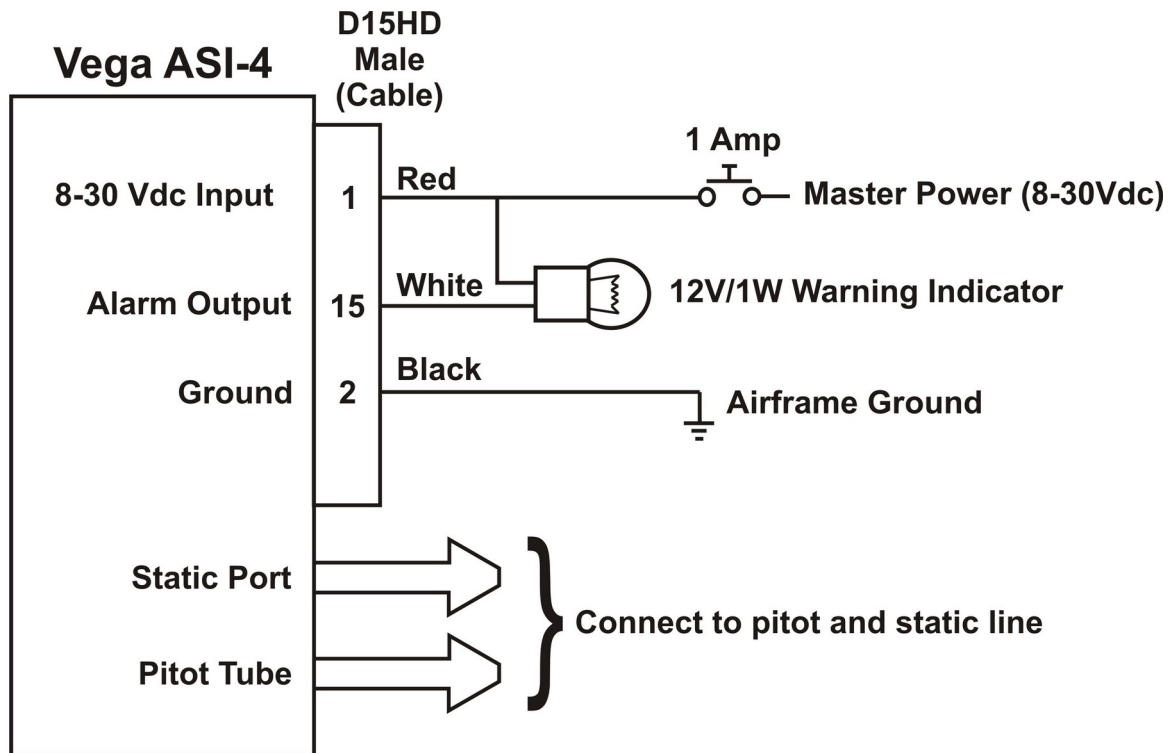 D15HD
Male
(Cable)
Vega ASI-4
1 Amp
8-30 Vdc Input
1
Red
Master Power (8-30Vdc)
Alarm Output
15
White
12V/1W Warning Indicator
Ground
2
Black
Airframe Ground
Static Port
Connect to pitot and static line
Pitot Tube